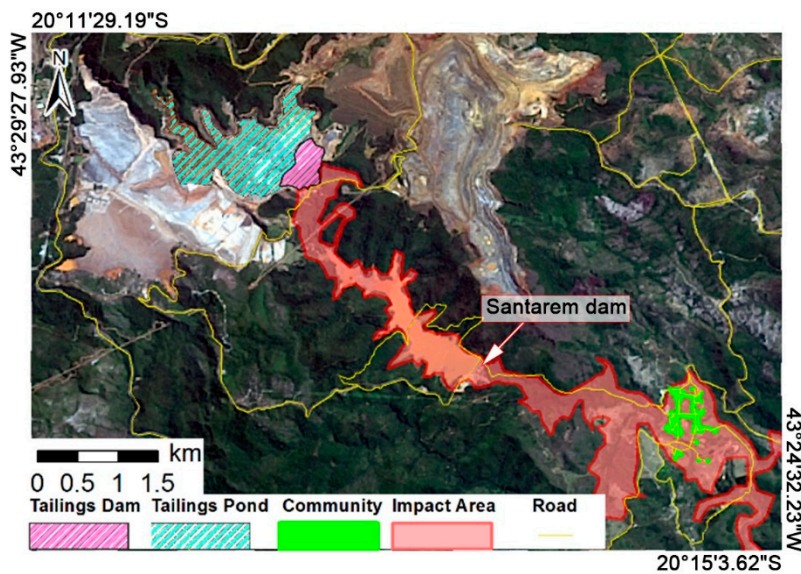 20°11'29.19"S
43°29'27.93"W
N
Santarem dam
km
0 0.5 1 1.5
Tailings Dam Tailings Pond Community Impact Area Road
43°24'32.23"W
20°15'3.62"S